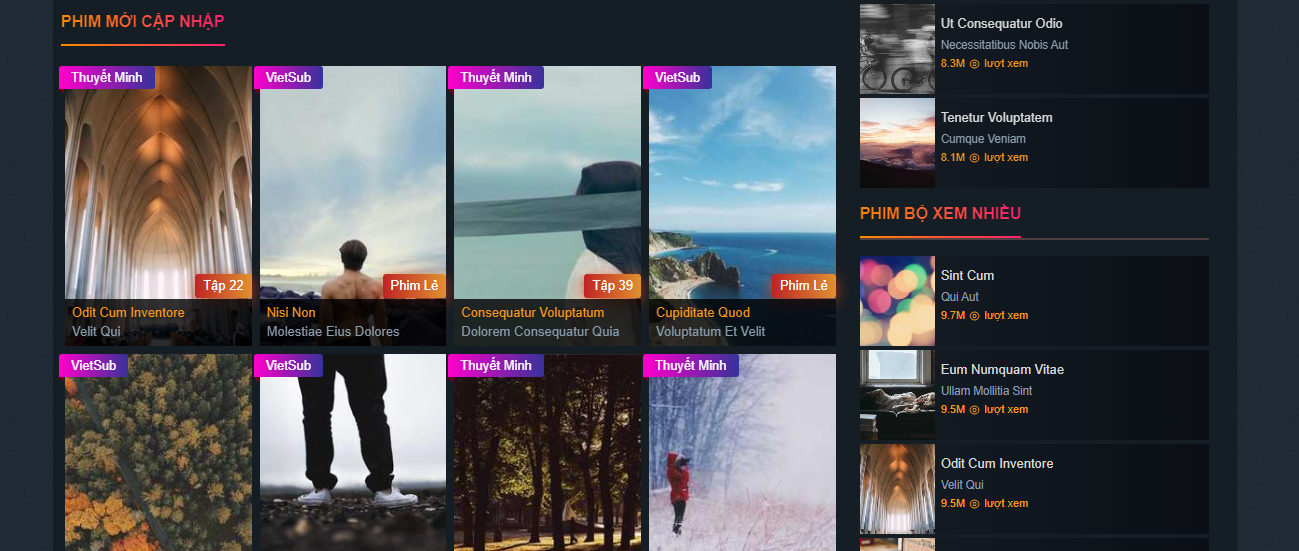 PHIM MỚI CẬP NHẬP
Thuyết Minh
Tập 22
Odit Cum Inventore
Velit Qui
VietSub
Phim Lẻ
Nisi Non
Molestiae Eius Dolores
Thuyết Minh
Tập 39
Consequatur Voluptatum
Dolorem Consequatur Quia
VietSub
Phim Lẻ
Cupiditate Quod
Voluptatum Et Velit
VietSub
VietSub
Thuyết Minh
Thuyết Minh
Ut Consequatur Odio
Necessitatibus Nobis Aut
8.3M lượt xem
Tenetur Voluptatem
Cumque Veniam
8.1M lượt xem
PHIM BỘ XEM NHIỀU
Sint Cum
Qui Aut
9.7M lượt xem
Eum Numquam Vitae
Ullam Mollitia Sint
9.5M lượt xem
Odit Cum Inventore
Velit Qui
9.5M lượt xem